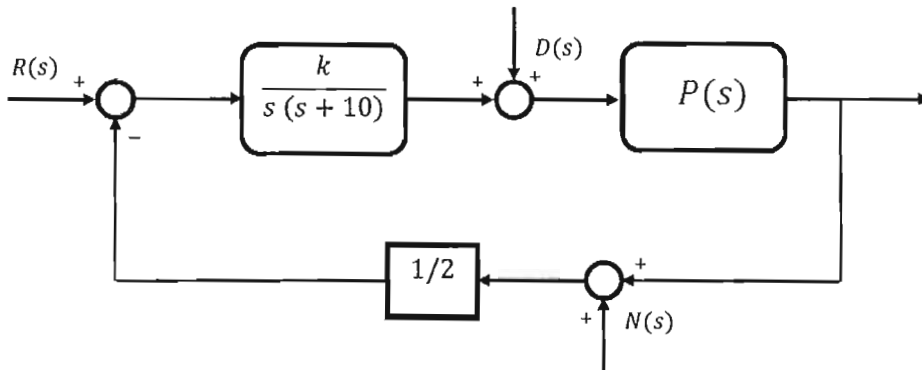 R(s)
+
−
k
s (s + 10)
+
D(s)
+
P(s)
1/2
+
+
N(s)